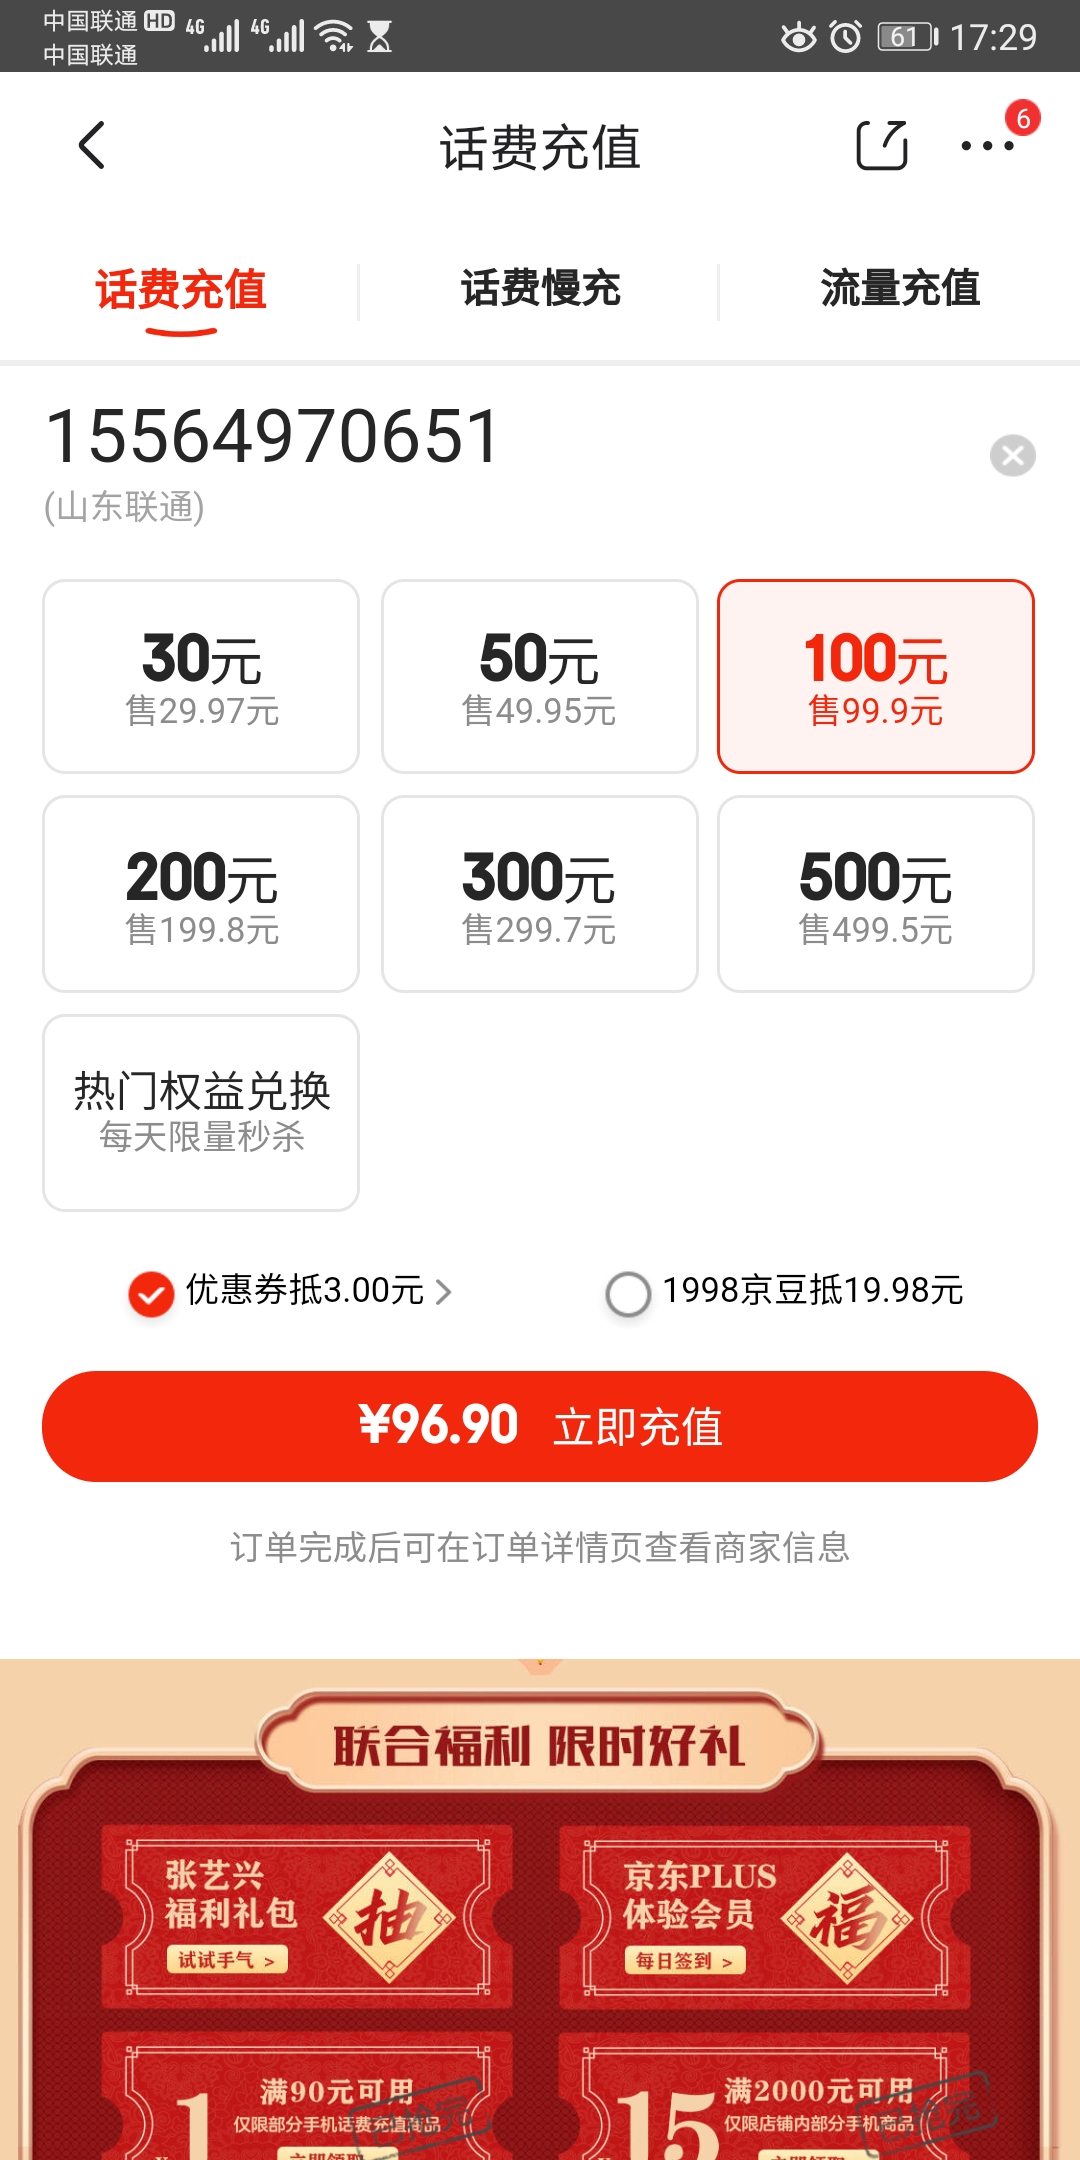 中国联通 HD 4G 4G 61 17:29
中国联通
话费充值 6
话费充值 话费慢充 流量充值
15564970651
(山东联通)
30元 50元 100元
售29.97元 售49.95元 售99.9元
200元 300元 500元
售199.8元 售299.7元 售499.5元
热门权益兑换
每天限量秒杀
优惠券抵3.00元 1998京豆抵19.98元
¥96.90 立即充值
订单完成后可在订单详情页查看商家信息
联合福利 限时好礼
张艺兴
福利礼包
试试手气 >
抽
京东PLUS
体验会员
每日签到 >
福
1
满90元可用
仅限部分手机话费充值商品
已抢完
15
满2000元可用
仅限店铺内部分手机商品
已抢完